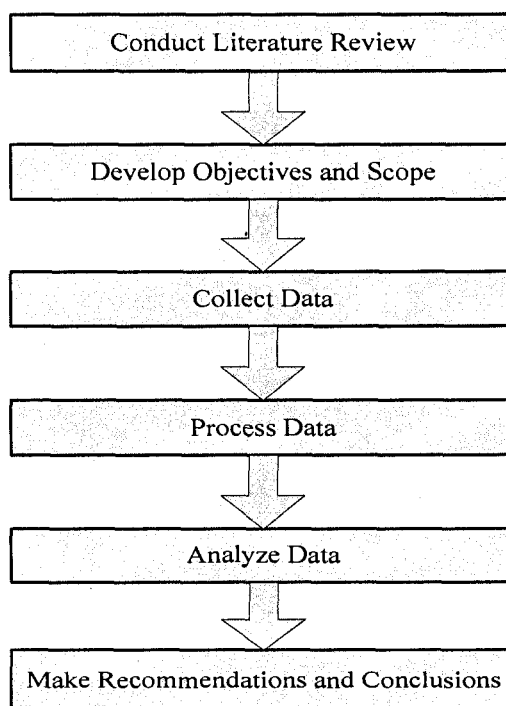 Conduct Literature Review
Develop Objectives and Scope
Collect Data
Process Data
Analyze Data
Make Recommendations and Conclusions